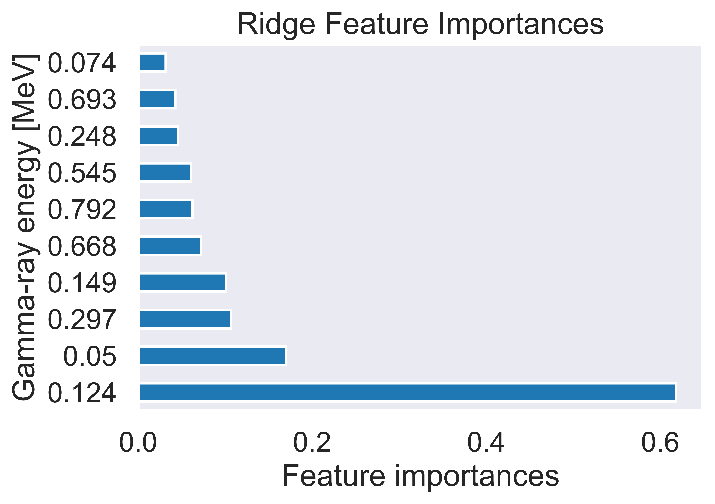 Ridge Feature Importances
Gamma-ray energy [MeV]
0.074
0.693
0.248
0.545
0.792
0.668
0.149
0.297
0.05
0.124
0.0 0.2 0.4 0.6
Feature importances